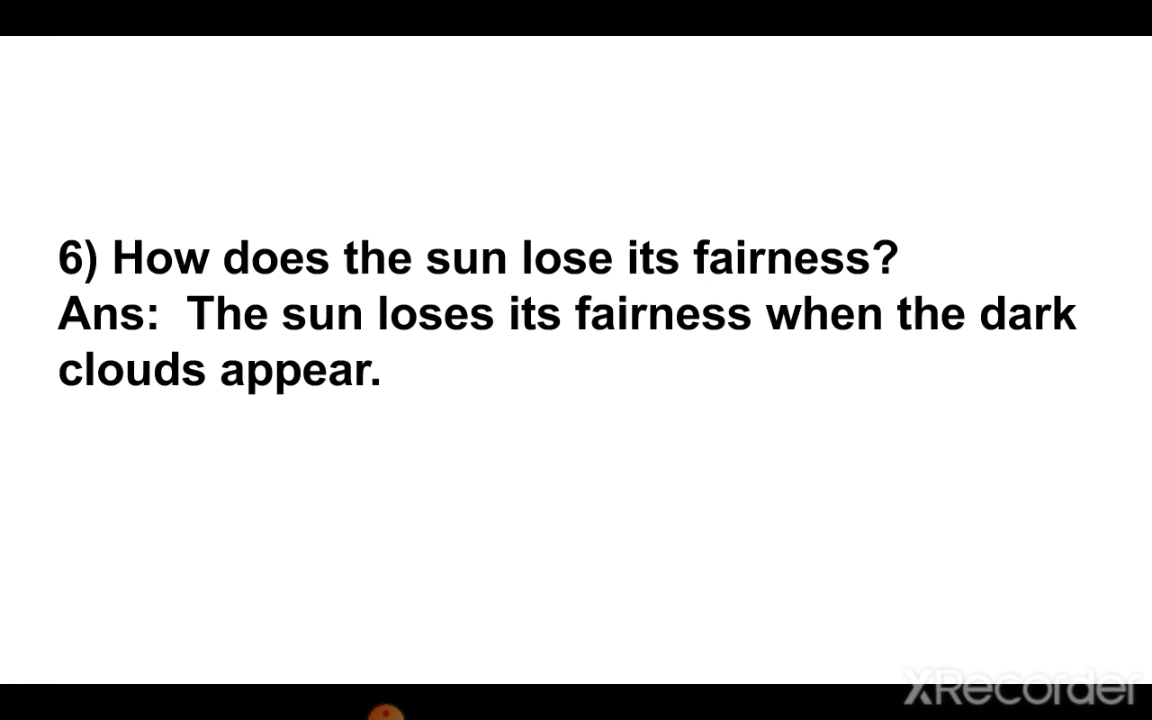 6) How does the sun lose its fairness?
Ans: The sun loses its fairness when the dark
clouds appear.
XRecorder